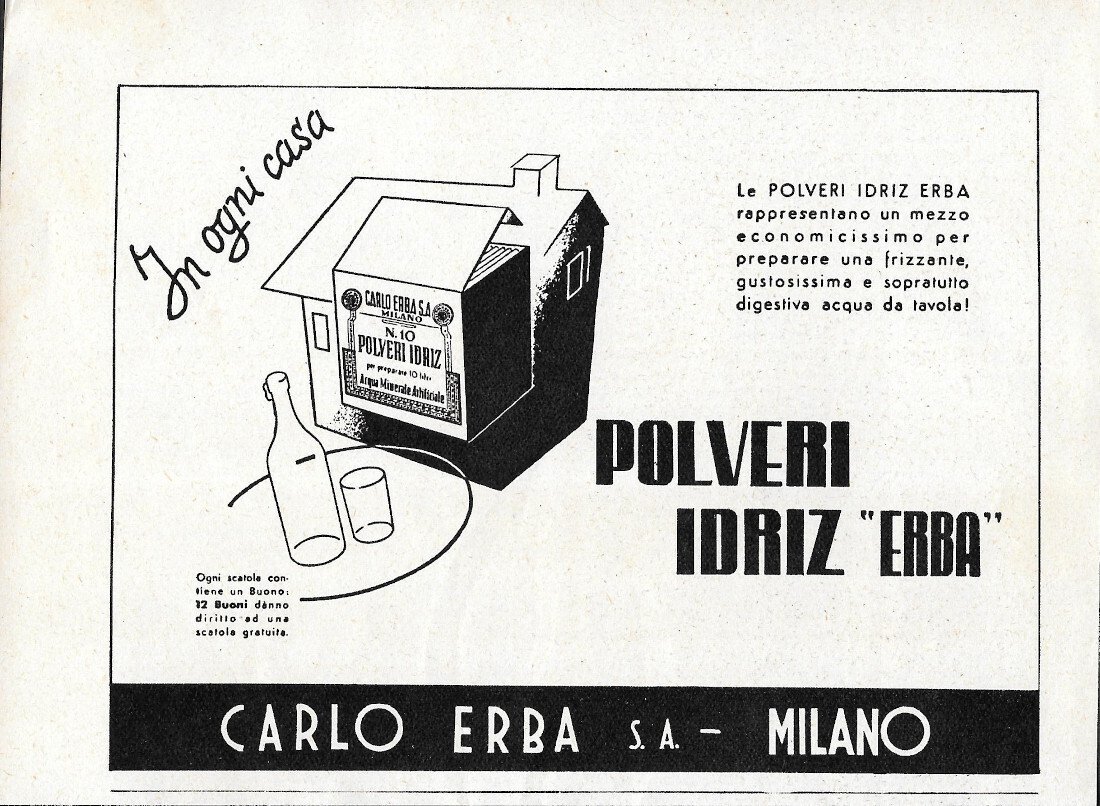 In ogni casa
Le POLVERI IDRIZ ERBA
rappresentano un mezzo
economicissimo per
preparare una frizzante,
gustosissima e sopratutto
digestiva acqua da tavola!
CARLO ERBA S.A.
MILANO
N. 10
POLVERI IDRIZ
per preparare 10 litri
Acqua Minerale Artificiale
POLVERI
IDRIZ "ERBA"
Ogni scatola con-
tiene un Buono:
12 Buoni dànno
diritto ad una
scatola gratuita.
CARLO ERBA S. A. - MILANO